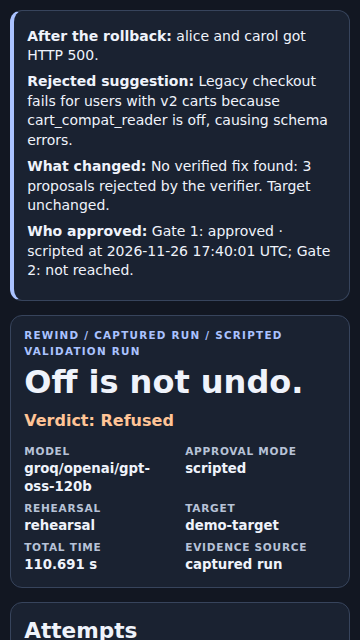 After the rollback: alice and carol got
HTTP 500.
Rejected suggestion: Legacy checkout
fails for users with v2 carts because
cart_compat_reader is off, causing schema
errors.
What changed: No verified fix found: 3
proposals rejected by the verifier. Target
unchanged.
Who approved: Gate 1: approved ·
scripted at 2026-11-26 17:40:01 UTC; Gate
2: not reached.
REWIND / CAPTURED RUN / SCRIPTED
VALIDATION RUN
Off is not undo.
Verdict: Refused
MODEL
groq/openai/gpt-
oss-120b
APPROVAL MODE
scripted
REHEARSAL
rehearsal
TARGET
demo-target
TOTAL TIME
110.691 s
EVIDENCE SOURCE
captured run
Attempts